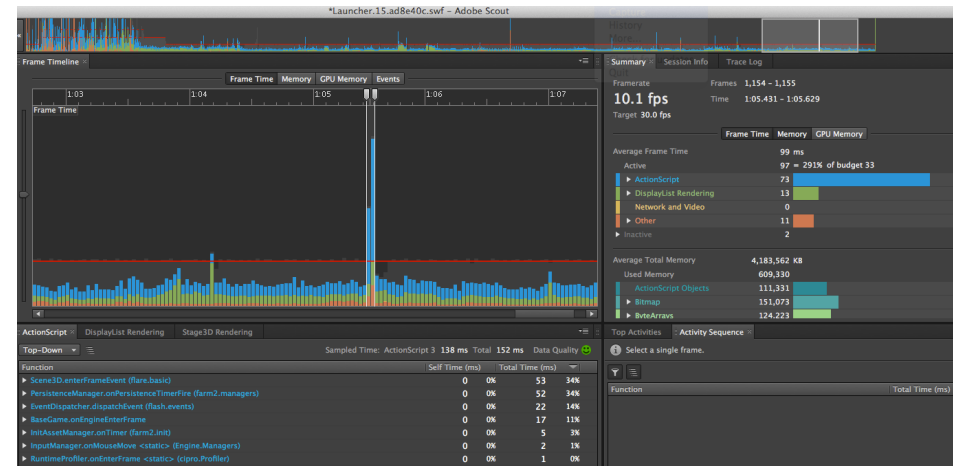 *Launcher.15.ad8e40c.swf – Adobe Scout
History
More...
Quit
«
Frame Timeline ×
Frame Time Memory GPU Memory Events
1:03 1:04 1:05 1:06 1:07
Frame Time
Summary × Session Info Trace Log
Framerate Frames 1,154 – 1,155
10.1 fps Time 1:05.431 – 1:05.629
Target 30.0 fps
Frame Time Memory GPU Memory
Average Frame Time 99 ms
Active 97 = 291% of budget 33
ActionScript 73
DisplayList Rendering 13
Network and Video 0
Other 11
Inactive 2
Average Total Memory 4,183,562 KB
Used Memory 609,330
ActionScript Objects 111,331
Bitmap 151,073
ByteArrays 124,223
ActionScript × DisplayList Rendering Stage3D Rendering
Top-Down Sampled Time: ActionScript 3 138 ms Total 152 ms Data Quality
Function Self Time (ms) Total Time (ms)
Scene3D.enterFrameEvent (flare.basic) 0 0% 53 34%
PersistenceManager.onPersistenceTimerFire (farm2.managers) 0 0% 52 34%
EventDispatcher.dispatchEvent (flash.events) 0 0% 22 14%
BaseGame.onEngineEnterFrame 0 0% 17 11%
InitAssetManager.onTimer (farm2.init) 0 0% 5 3%
InputManager.onMouseMove <static> (Engine.Managers) 0 0% 2 1%
RuntimeProfiler.onEnterFrame <static> (cipro.Profiler) 0 0% 1 0%
Top Activities Activity Sequence ×
Select a single frame.
Function Total Time (ms)